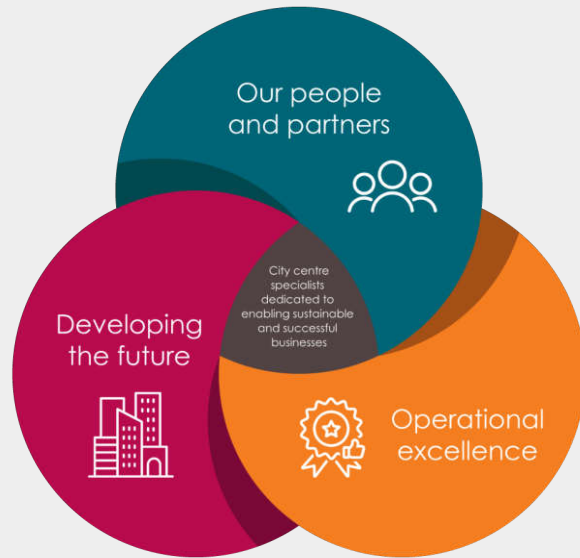 Our people
and partners
City centre
specialists
dedicated to
enabling sustainable
and successful
businesses
Developing
the future
Operational
excellence